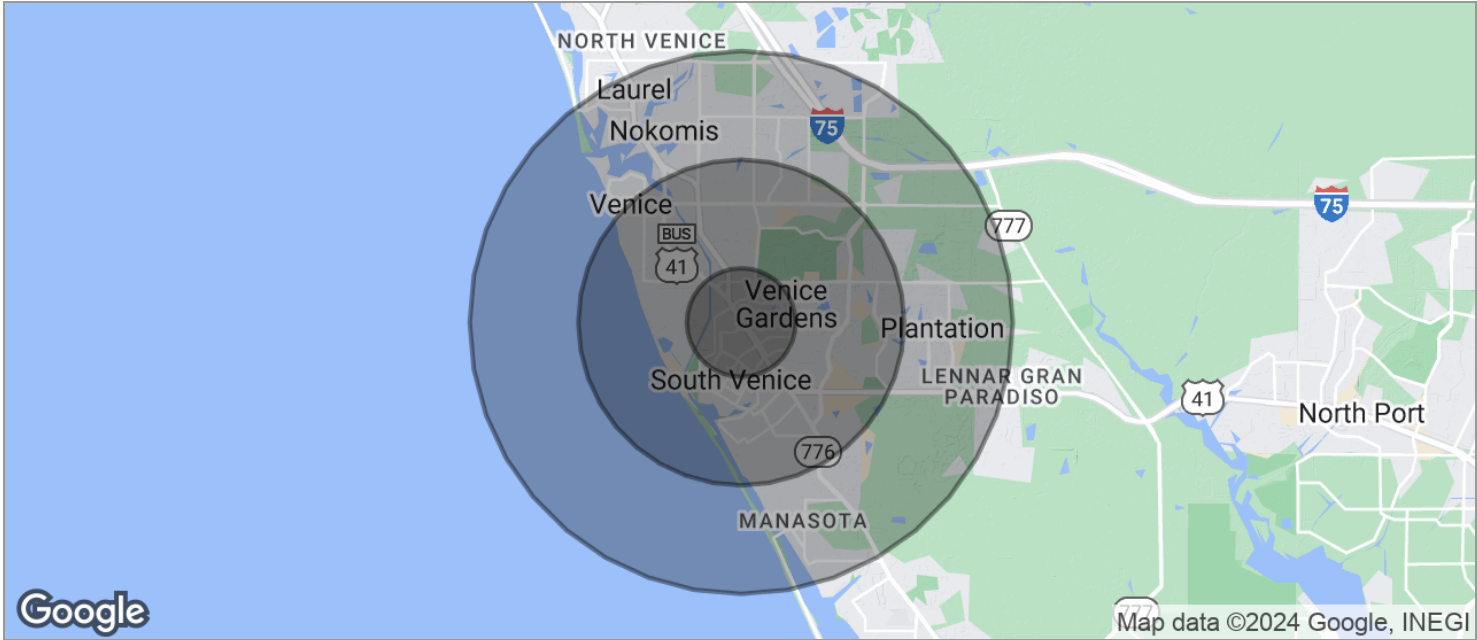 NORTH VENICE
Laurel
Nokomis
75
Venice
75
777
BUS
41
Venice
Gardens
Plantation
South Venice
LENNAR GRAN
PARADISO
41
North Port
776
MANASOTA
777
Google
Map data ©2024 Google, INEGI